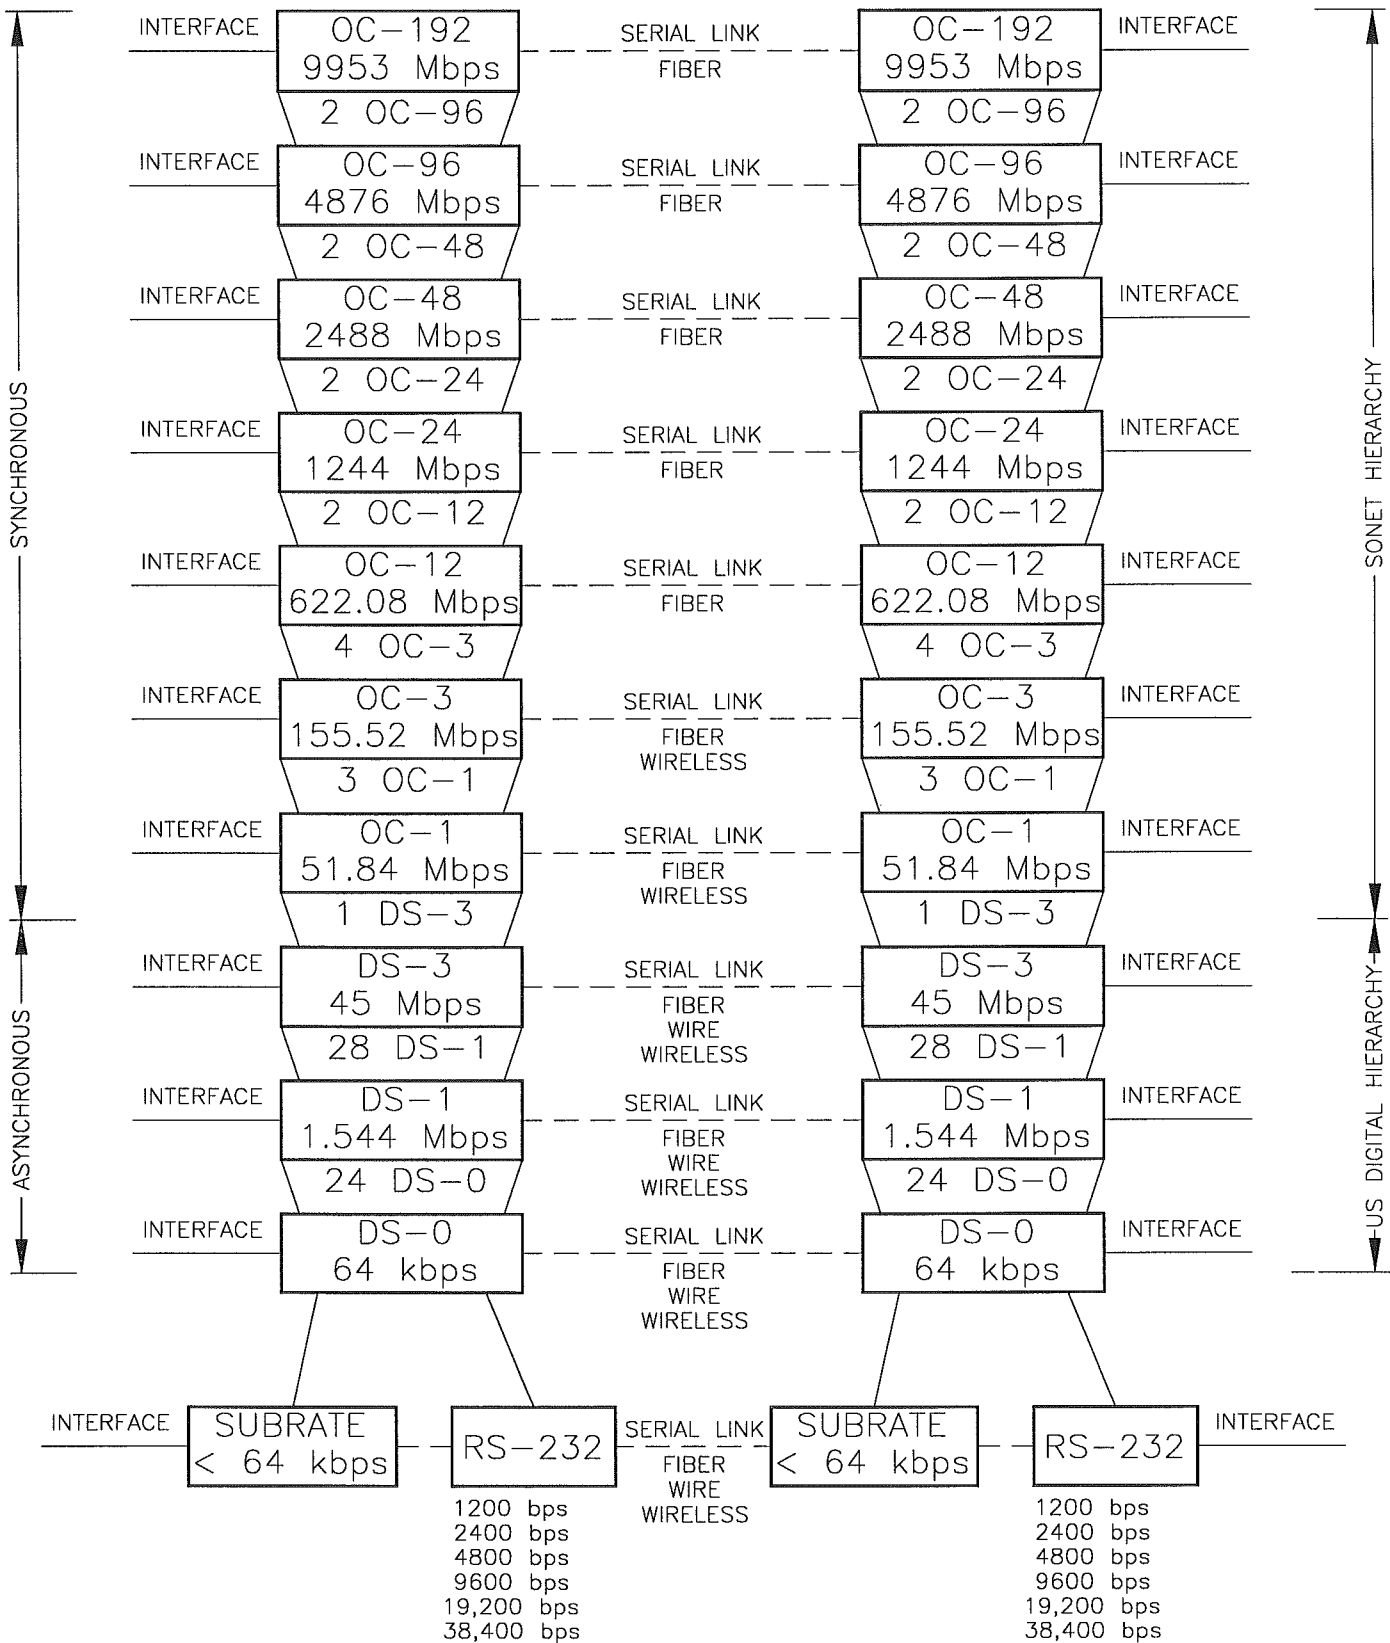 INTERFACE OC-192 SERIAL LINK OC-192 INTERFACE
9953 Mbps FIBER 9953 Mbps
2 OC-96 2 OC-96
INTERFACE OC-96 SERIAL LINK OC-96 INTERFACE
4876 Mbps FIBER 4876 Mbps
2 OC-48 2 OC-48
INTERFACE OC-48 SERIAL LINK OC-48 INTERFACE
2488 Mbps FIBER 2488 Mbps
2 OC-24 2 OC-24
SYNCHRONOUS
SONET HIERARCHY
INTERFACE OC-24 SERIAL LINK OC-24 INTERFACE
1244 Mbps FIBER 1244 Mbps
2 OC-12 2 OC-12
INTERFACE OC-12 SERIAL LINK OC-12 INTERFACE
622.08 Mbps FIBER 622.08 Mbps
4 OC-3 4 OC-3
INTERFACE OC-3 SERIAL LINK OC-3 INTERFACE
155.52 Mbps FIBER 155.52 Mbps
WIRELESS
3 OC-1 3 OC-1
INTERFACE OC-1 SERIAL LINK OC-1 INTERFACE
51.84 Mbps FIBER 51.84 Mbps
WIRELESS
1 DS-3 1 DS-3
INTERFACE DS-3 SERIAL LINK DS-3 INTERFACE
45 Mbps FIBER 45 Mbps
WIRE
28 DS-1 WIRELESS 28 DS-1
ASYNCHRONOUS
US DIGITAL HIERARCHY
INTERFACE DS-1 SERIAL LINK DS-1 INTERFACE
1.544 Mbps FIBER 1.544 Mbps
WIRE
24 DS-0 WIRELESS 24 DS-0
INTERFACE DS-0 SERIAL LINK DS-0 INTERFACE
64 kbps FIBER 64 kbps
WIRE
WIRELESS
INTERFACE SUBRATE RS-232 SERIAL LINK SUBRATE RS-232 INTERFACE
< 64 kbps FIBER < 64 kbps
WIRE
WIRELESS
1200 bps 1200 bps
2400 bps 2400 bps
4800 bps 4800 bps
9600 bps 9600 bps
19,200 bps 19,200 bps
38,400 bps 38,400 bps